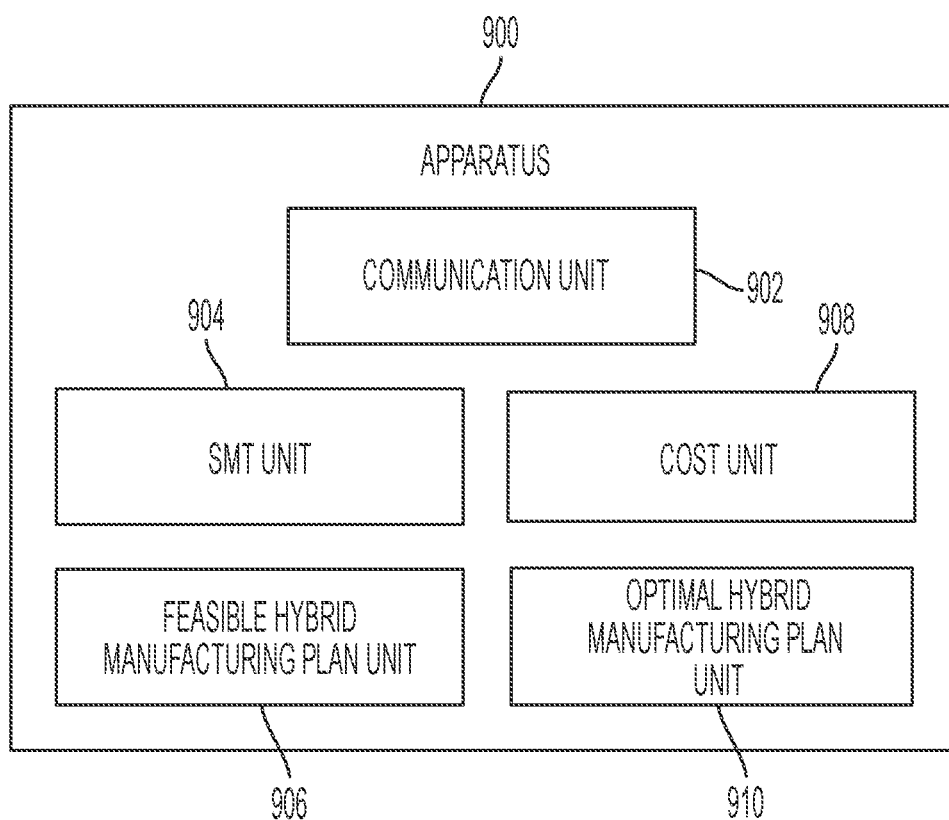 900
APPARATUS
COMMUNICATION UNIT
902
904
908
SMT UNIT
COST UNIT
FEASIBLE HYBRID
MANUFACTURING PLAN UNIT
OPTIMAL HYBRID
MANUFACTURING PLAN
UNIT
906
910